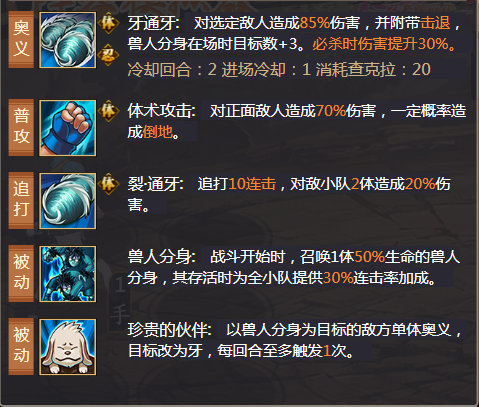 奥义
体
忍
牙通牙: 对选定敌人造成85%伤害,并附带击退,
兽人分身在场时目标数+3。必杀时伤害提升30%。
冷却回合:2 进场冷却:1 消耗查克拉:20
普攻
体
体术攻击: 对正面敌人造成70%伤害,一定概率造
成倒地。
追打
体
裂·通牙: 追打10连击,对敌小队2体造成20%伤
害。
被动
兽人分身: 战斗开始时,召唤1体50%生命的兽人
分身,其存活时为全小队提供30%连击率加成。
1
手
被动
珍贵的伙伴: 以兽人分身为目标的敌方单体奥义,
目标改为牙,每回合至多触发1次。